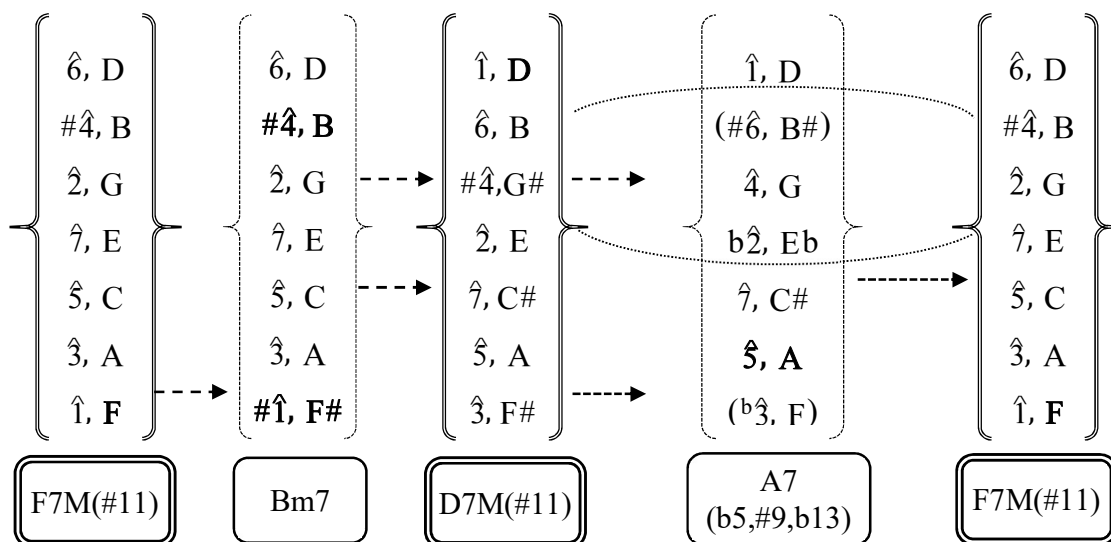 6̂, D
#4̂, B
2̂, G
7̂, E
5̂, C
3̂, A
1̂, F
F7M(#11)
6̂, D
#4̂, B
2̂, G
7̂, E
5̂, C
3̂, A
#1̂, F#
Bm7
1̂, D
6̂, B
#4̂,G#
2̂, E
7̂, C#
5̂, A
3̂, F#
D7M(#11)
1̂, D
(#6̂, B#)
4̂, G
b2̂, Eb
7̂, C#
5̂, A
(b3̂, F)
A7
(b5,#9,b13)
6̂, D
#4̂, B
2̂, G
7̂, E
5̂, C
3̂, A
1̂, F
F7M(#11)